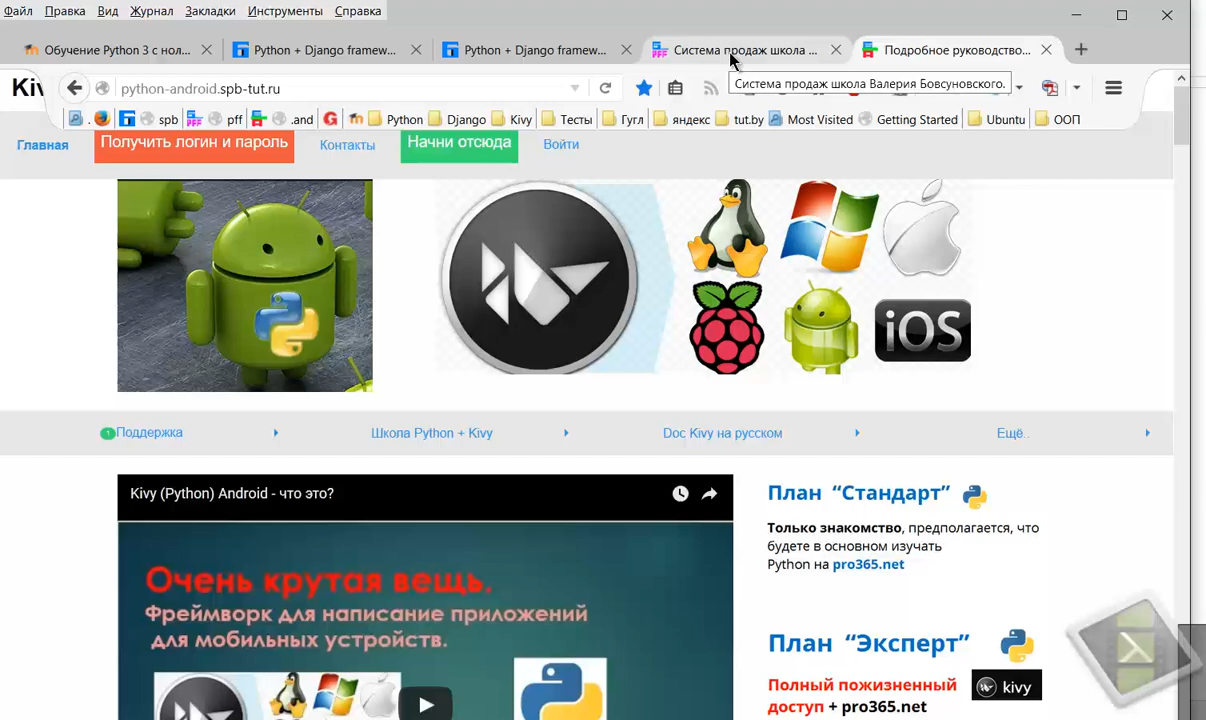 Файл Правка Вид Журнал Закладки Инструменты Справка
Обучение Python 3 с нол...
Python + Django framew...
Python + Django framew...
Система продаж школа ...
Подробное руководство...
python-android.spb-tut.ru
Система продаж школа Валерия Бовсуновского.
spb pff .and Python Django Kivy Тесты Гугл яндекс tut.by Most Visited Getting Started Ubuntu ООП
Главная Получить логин и пароль Контакты Начни отсюда Войти
iOS
1 Поддержка Школа Python + Kivy Doc Kivy на русском Ещё..
Kivy (Python) Android - что это?
Очень крутая вещь.
Фреймворк для написание приложений
для мобильных устройств.
План “Стандарт”
Только знакомство, предполагается, что
будете в основном изучать
Python на pro365.net
План “Эксперт”
Полный пожизненный
доступ + pro365.net
kivy